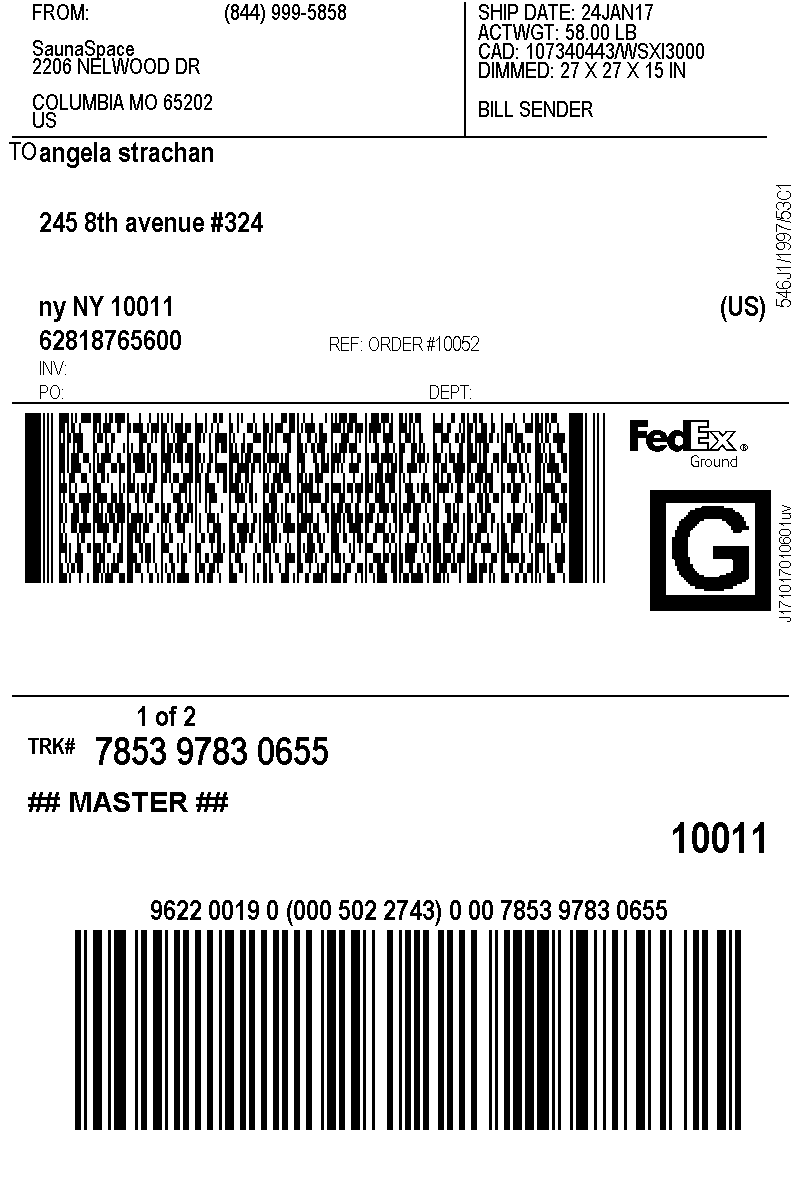 FROM: (844) 999-5858
SaunaSpace
2206 NELWOOD DR
COLUMBIA MO 65202
US
SHIP DATE: 24JAN17
ACTWGT: 58.00 LB
CAD: 107340443/WSXI3000
DIMMED: 27 X 27 X 15 IN
BILL SENDER
TO angela strachan
245 8th avenue #324
ny NY 10011 (US)
62818765600 REF: ORDER #10052
INV:
PO: DEPT:
546J1/1997/53C1
FedEx®
Ground
G
J171017010601uv
1 of 2
TRK# 7853 9783 0655
## MASTER ##
10011
9622 0019 0 (000 502 2743) 0 00 7853 9783 0655